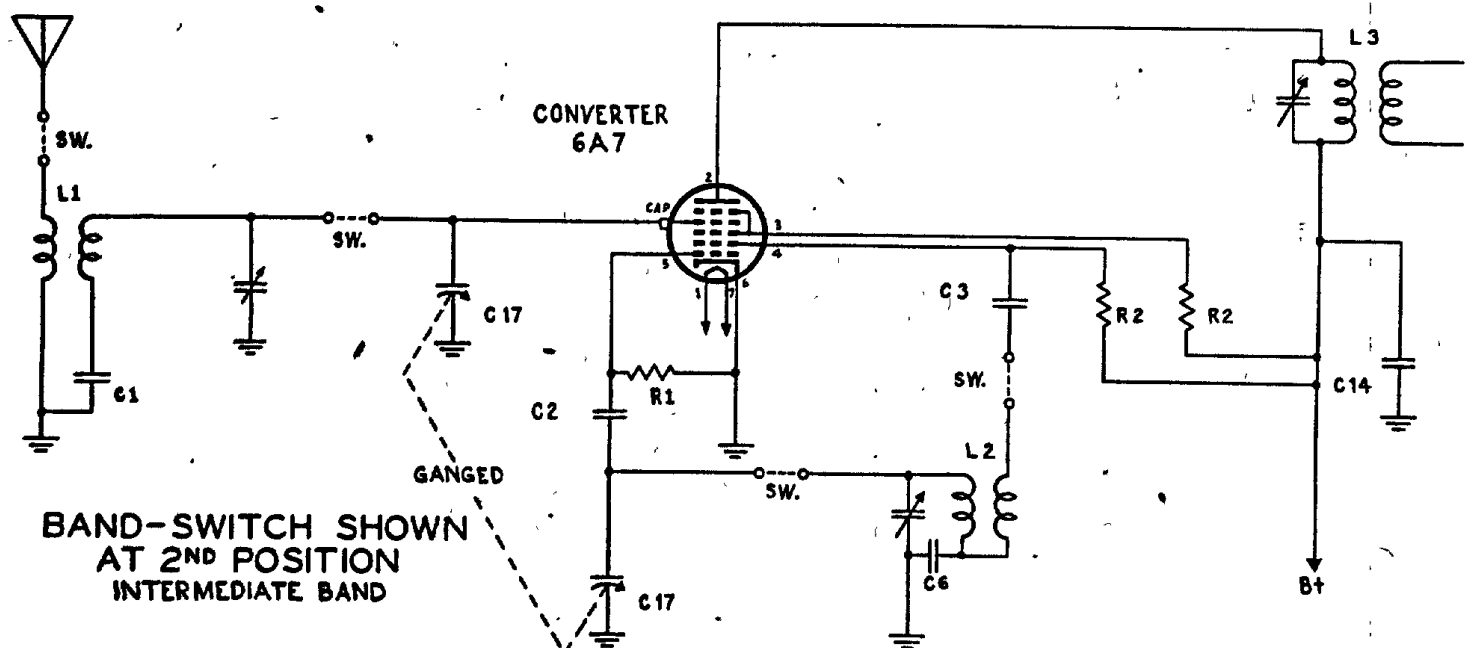 L3
CONVERTER
6A7
SW.
L1
2
CAP
SW.
3
4
5
1
7
6
C17
C3
R2
R2
C1
C2
R1
SW.
C14
L2
GANGED
SW.
BAND-SWITCH SHOWN
AT 2ND POSITION
INTERMEDIATE BAND
C17
C6
B+